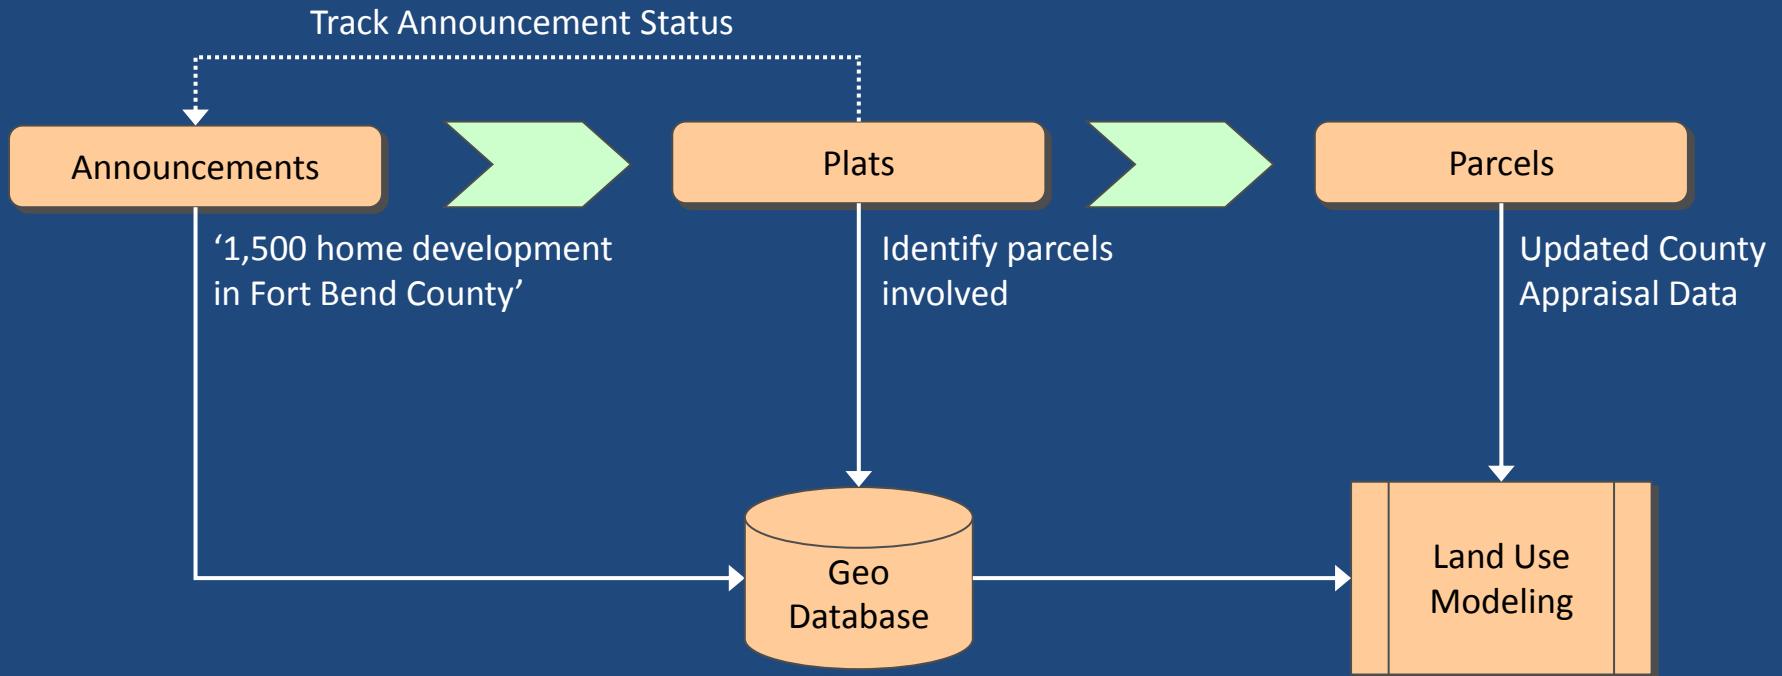 Track Announcement Status
Announcements
Plats
Parcels
‘1,500 home development
in Fort Bend County’
Identify parcels
involved
Updated County
Appraisal Data
Geo
Database
Land Use
Modeling